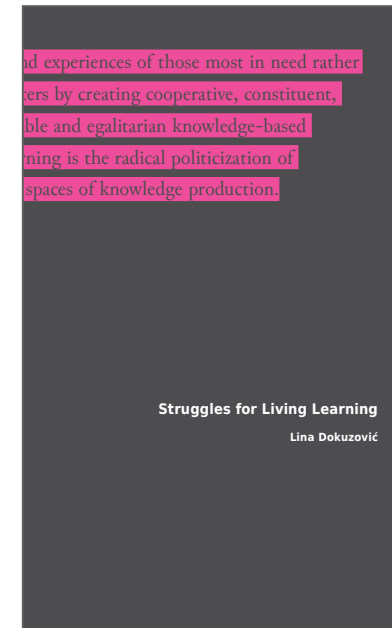 nd experiences of those most in need rather
ters by creating cooperative, constituent,
ble and egalitarian knowledge-based
ning is the radical politicization of
spaces of knowledge production.
Struggles for Living Learning
Lina Dokuzović